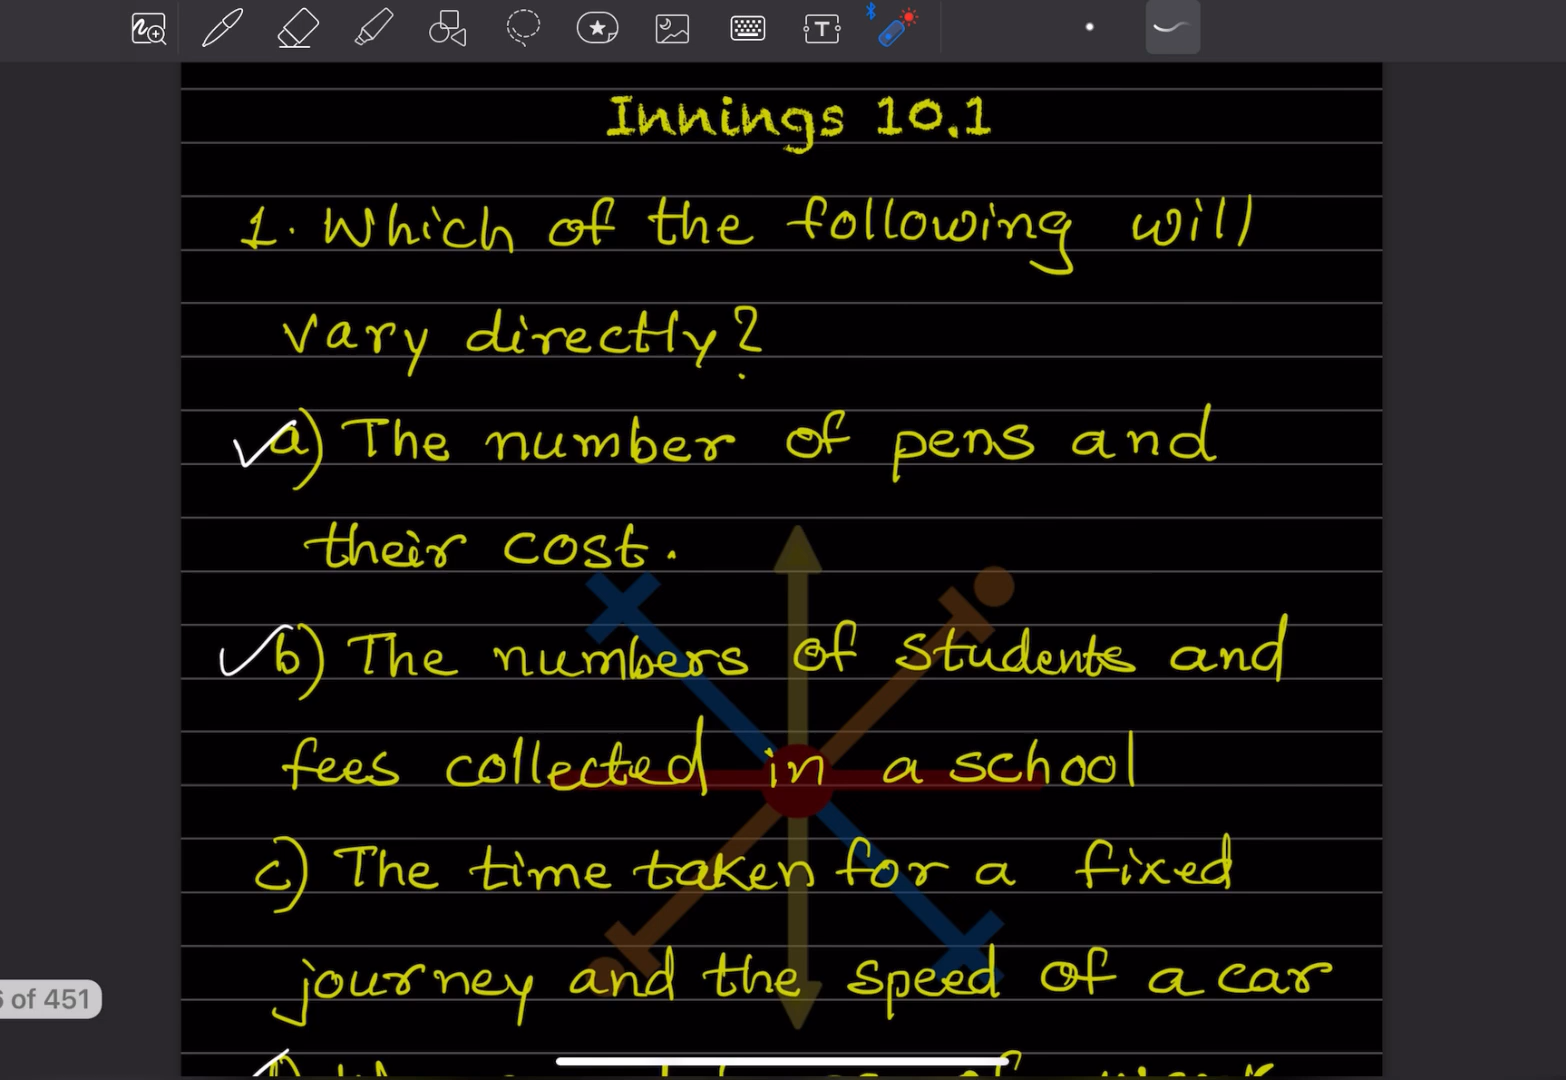 Innings 10.1
1. Which of the following will
vary directly?
a) The number of pens and
their cost.
b) The numbers of students and
fees collected in a school
c) The time taken for a fixed
journey and the speed of a car
of 451